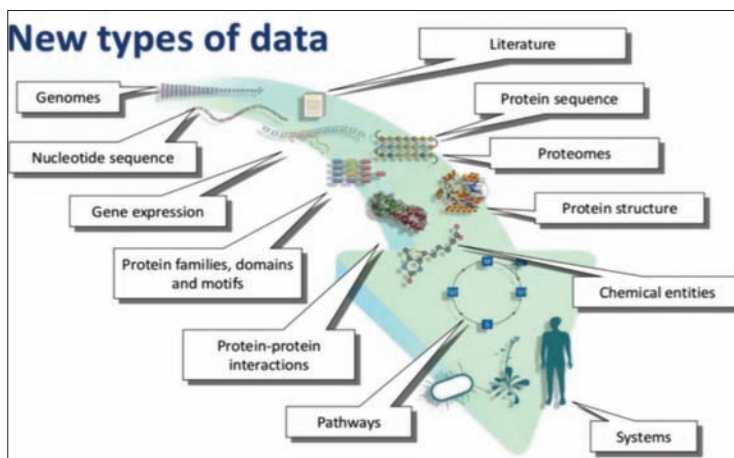 New types of data
Literature
Genomes
Protein sequence
Nucleotide sequence
Proteomes
Gene expression
Protein structure
Protein families, domains
and motifs
Chemical entities
Protein-protein
interactions
Pathways
Systems